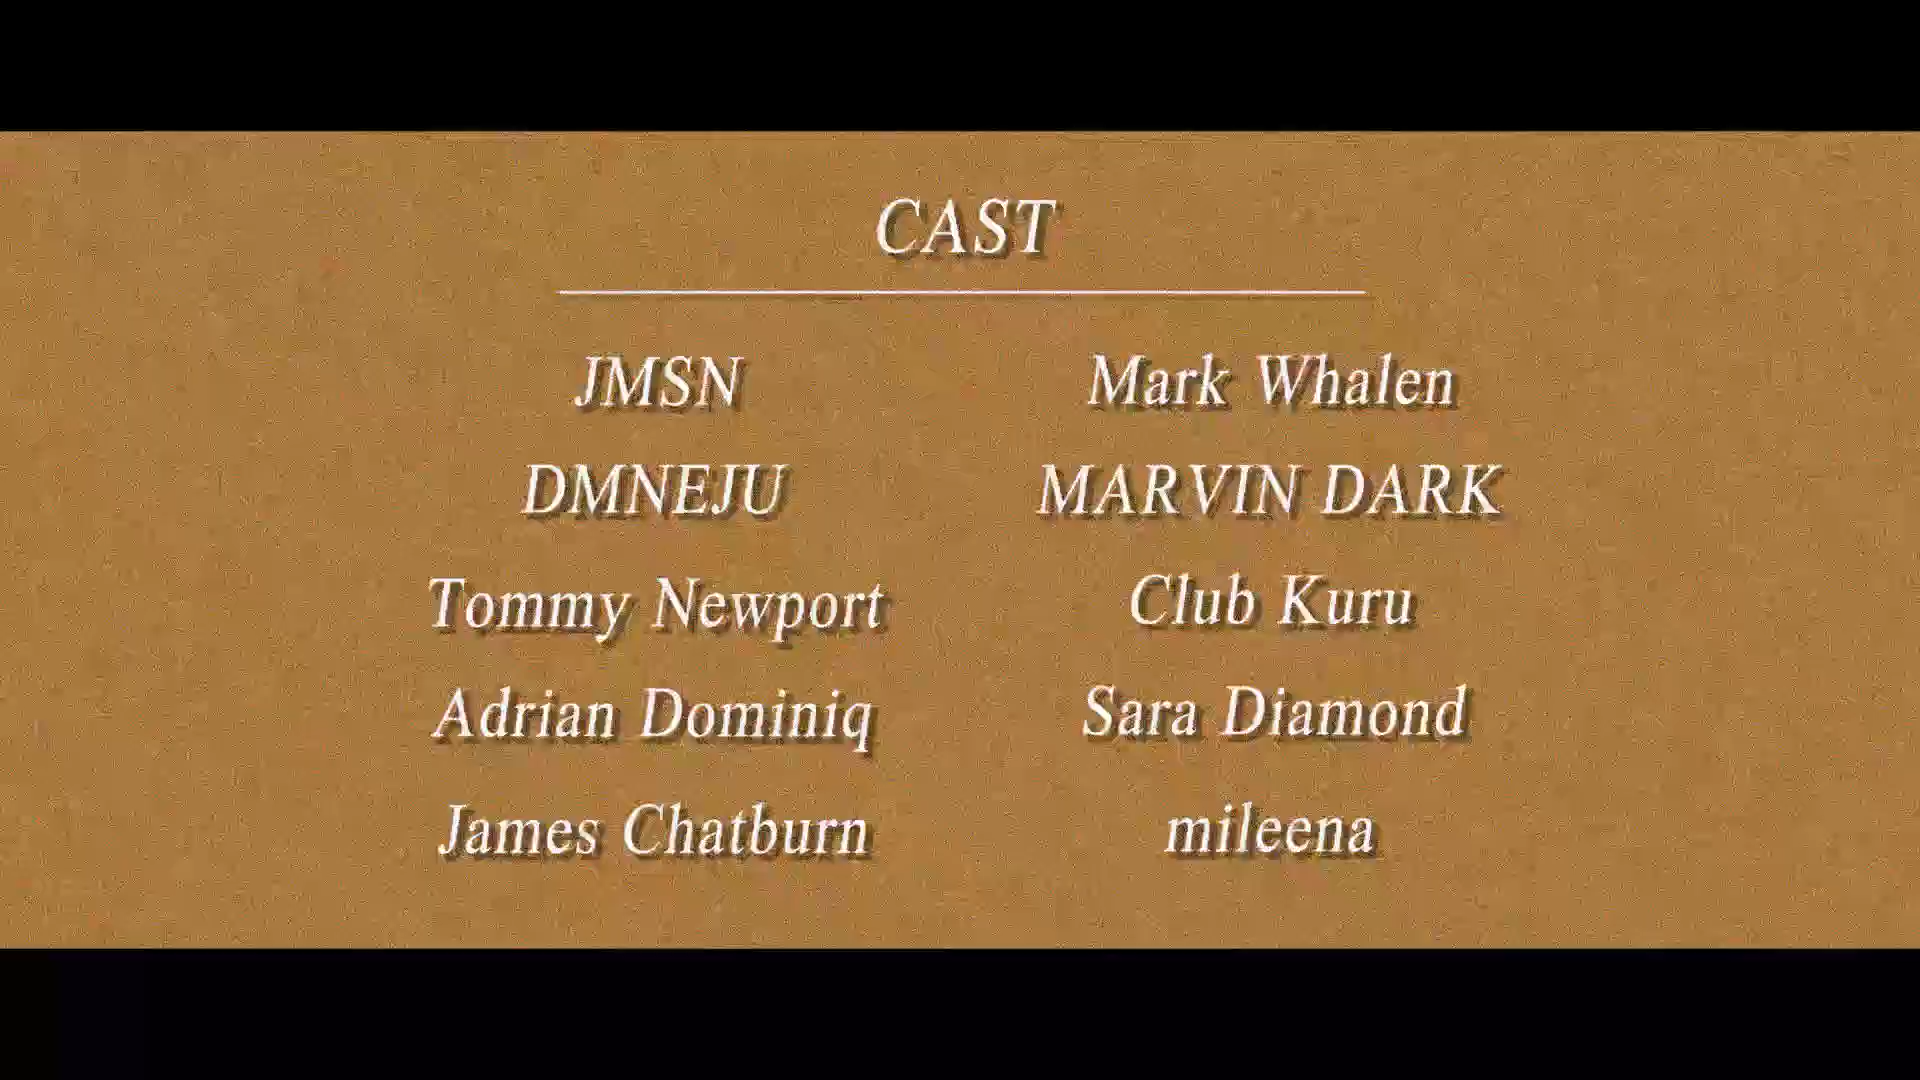 CAST
JMSN
Mark Whalen
DMNEJU
MARVIN DARK
Tommy Newport
Club Kuru
Adrian Dominiq
Sara Diamond
James Chatburn
mileena